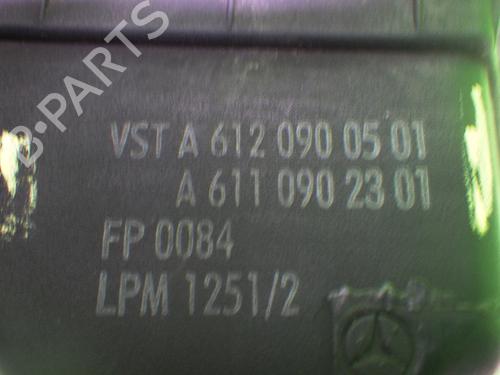 B-PARTS
VST A 612 090 05 01
A 611 090 23 01
FP 0084
LPM 1251/2